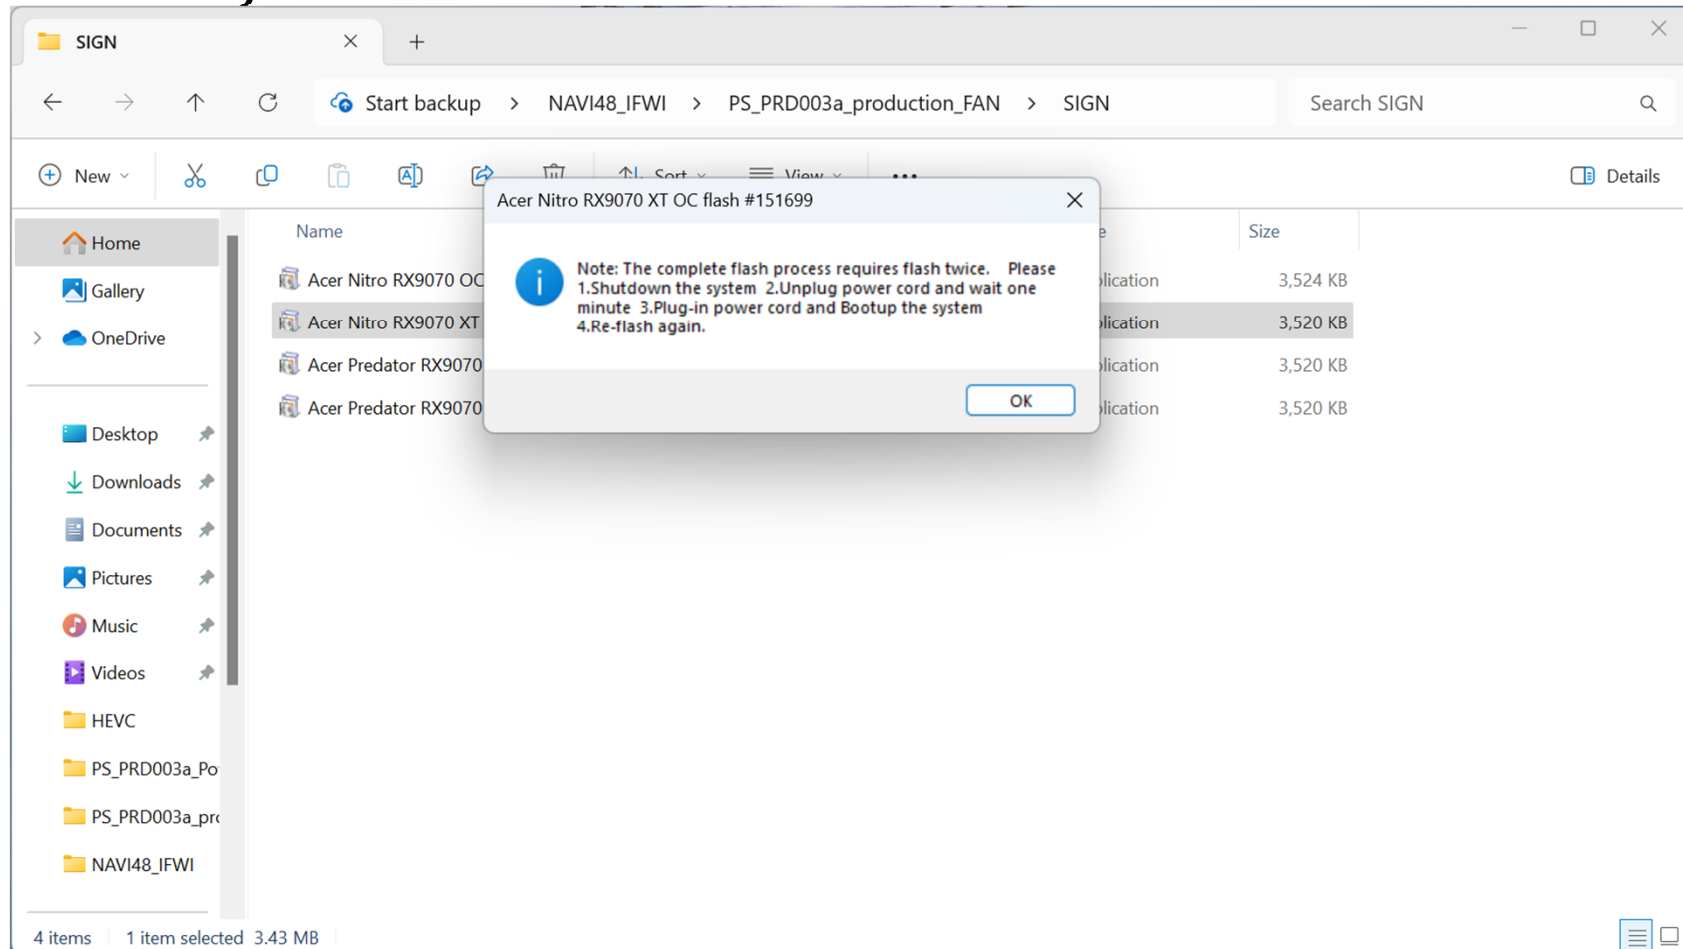 SIGN
Start backup > NAVI48_IFWI > PS_PRD003a_production_FAN > SIGN
Search SIGN
New
Sort
View
Details
Acer Nitro RX9070 XT OC flash #151699
Note: The complete flash process requires flash twice. Please
1.Shutdown the system 2.Unplug power cord and wait one
minute 3.Plug-in power cord and Bootup the system
4.Re-flash again.
OK
Name
Size
Acer Nitro RX9070 OC
3,524 KB
Acer Nitro RX9070 XT
3,520 KB
Acer Predator RX9070
3,520 KB
Acer Predator RX9070
3,520 KB
Home
Gallery
OneDrive
Desktop
Downloads
Documents
Pictures
Music
Videos
HEVC
PS_PRD003a_Po
PS_PRD003a_pro
NAVI48_IFWI
4 items
1 item selected 3.43 MB